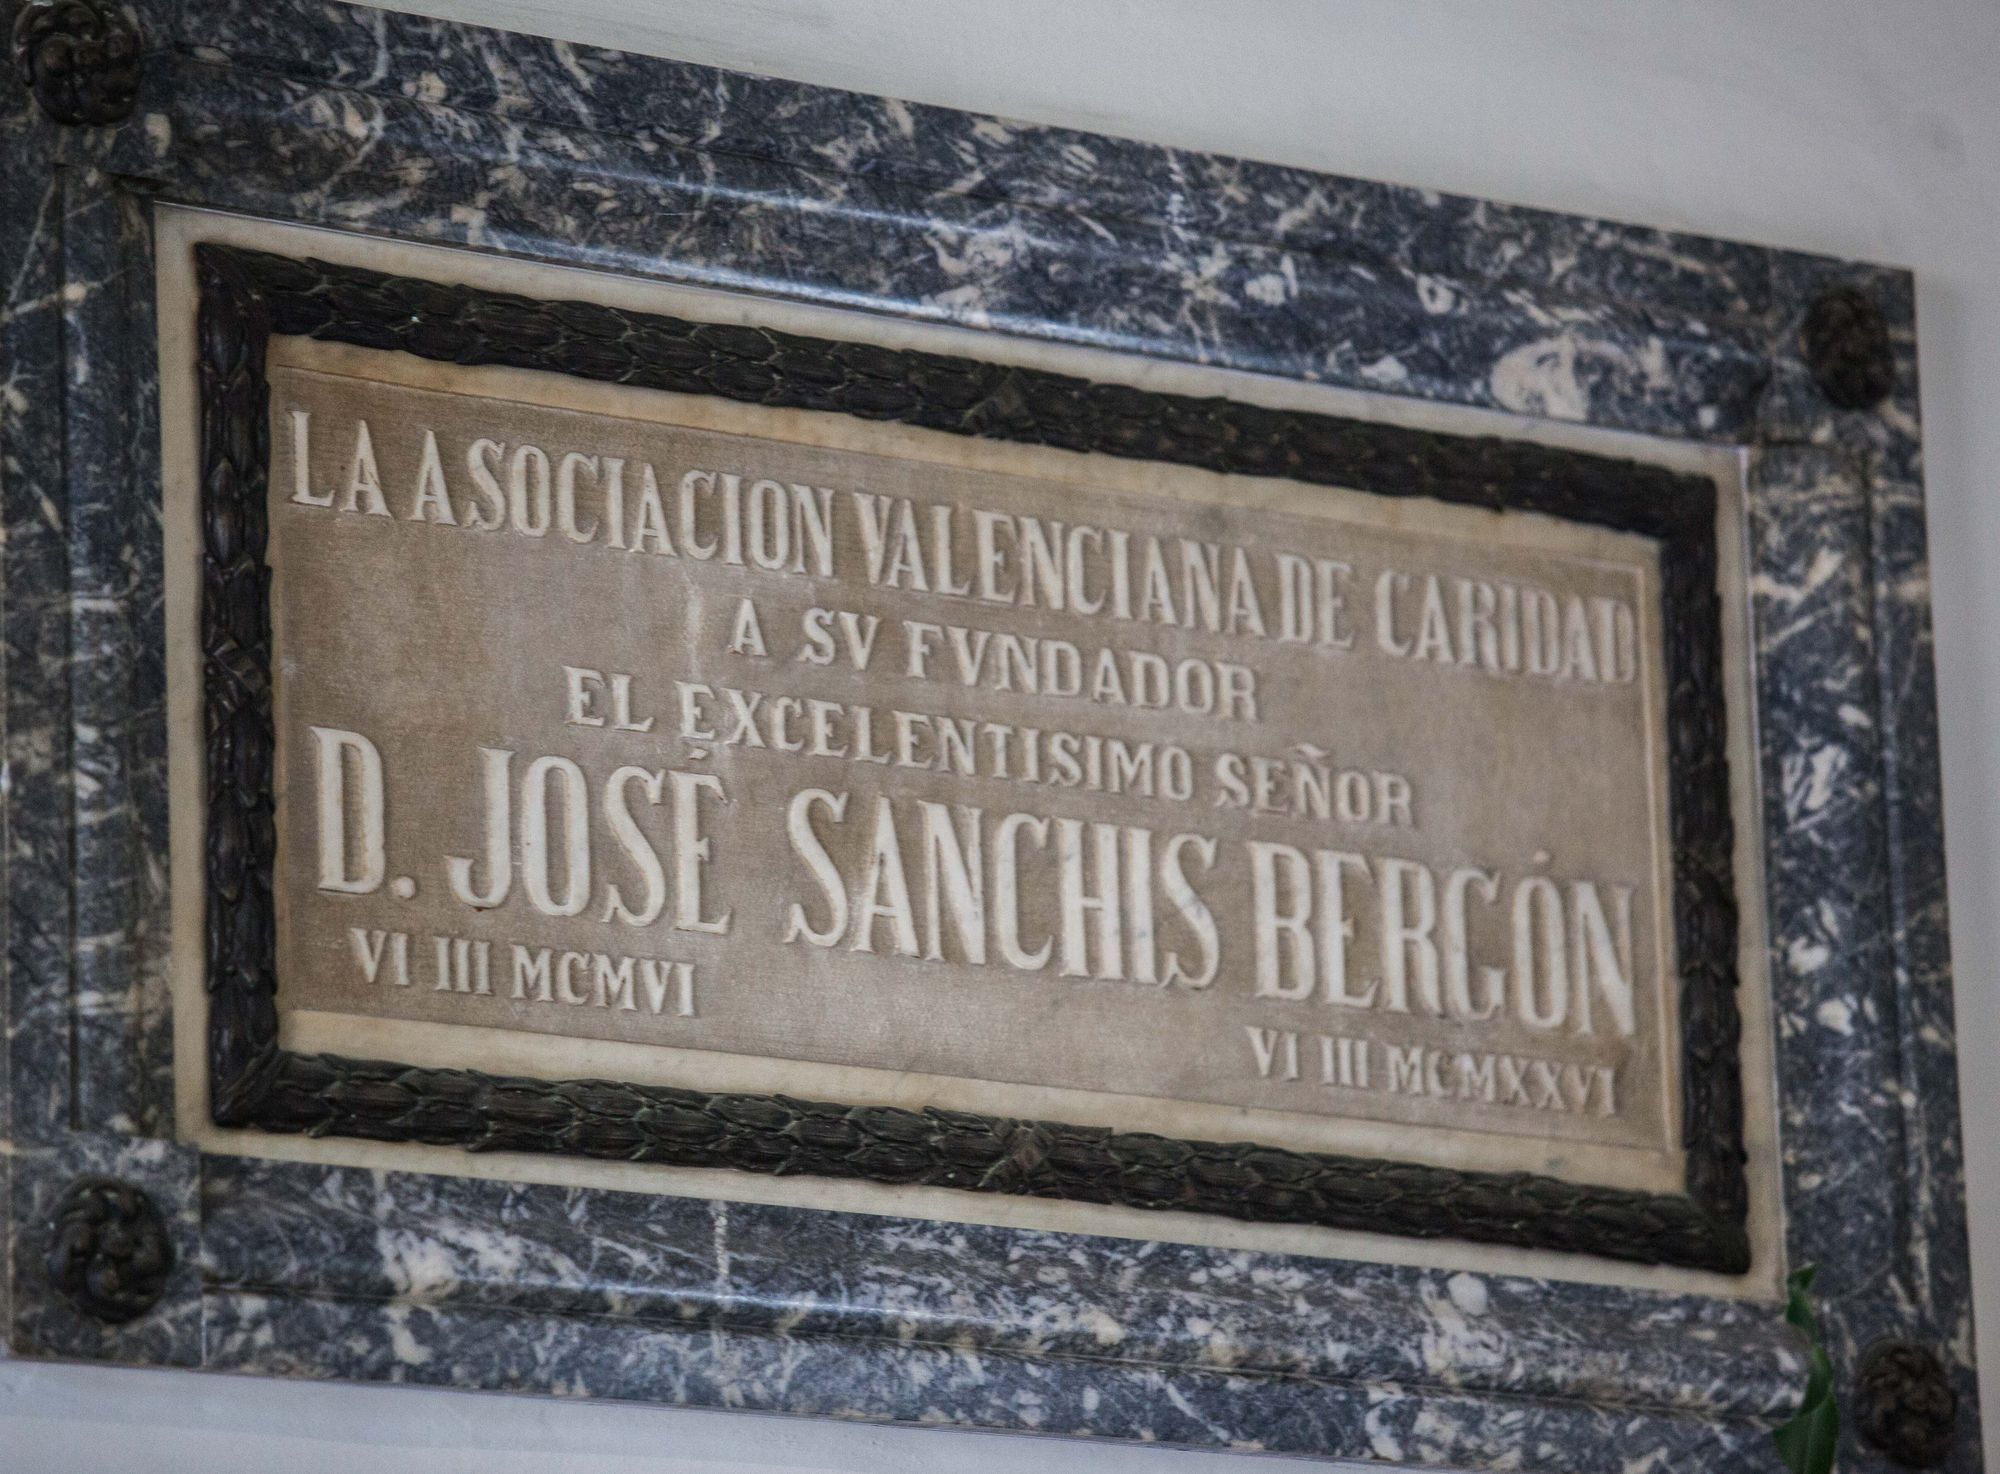 LA ASOCIACION VALENCIANA DE CARIDAD
A SV FVNDADOR
EL EXCELENTISIMO SEÑOR
D. JOSÉ SANCHIS BERGÓN
VI III MCMVI
VI III MCMXXVI